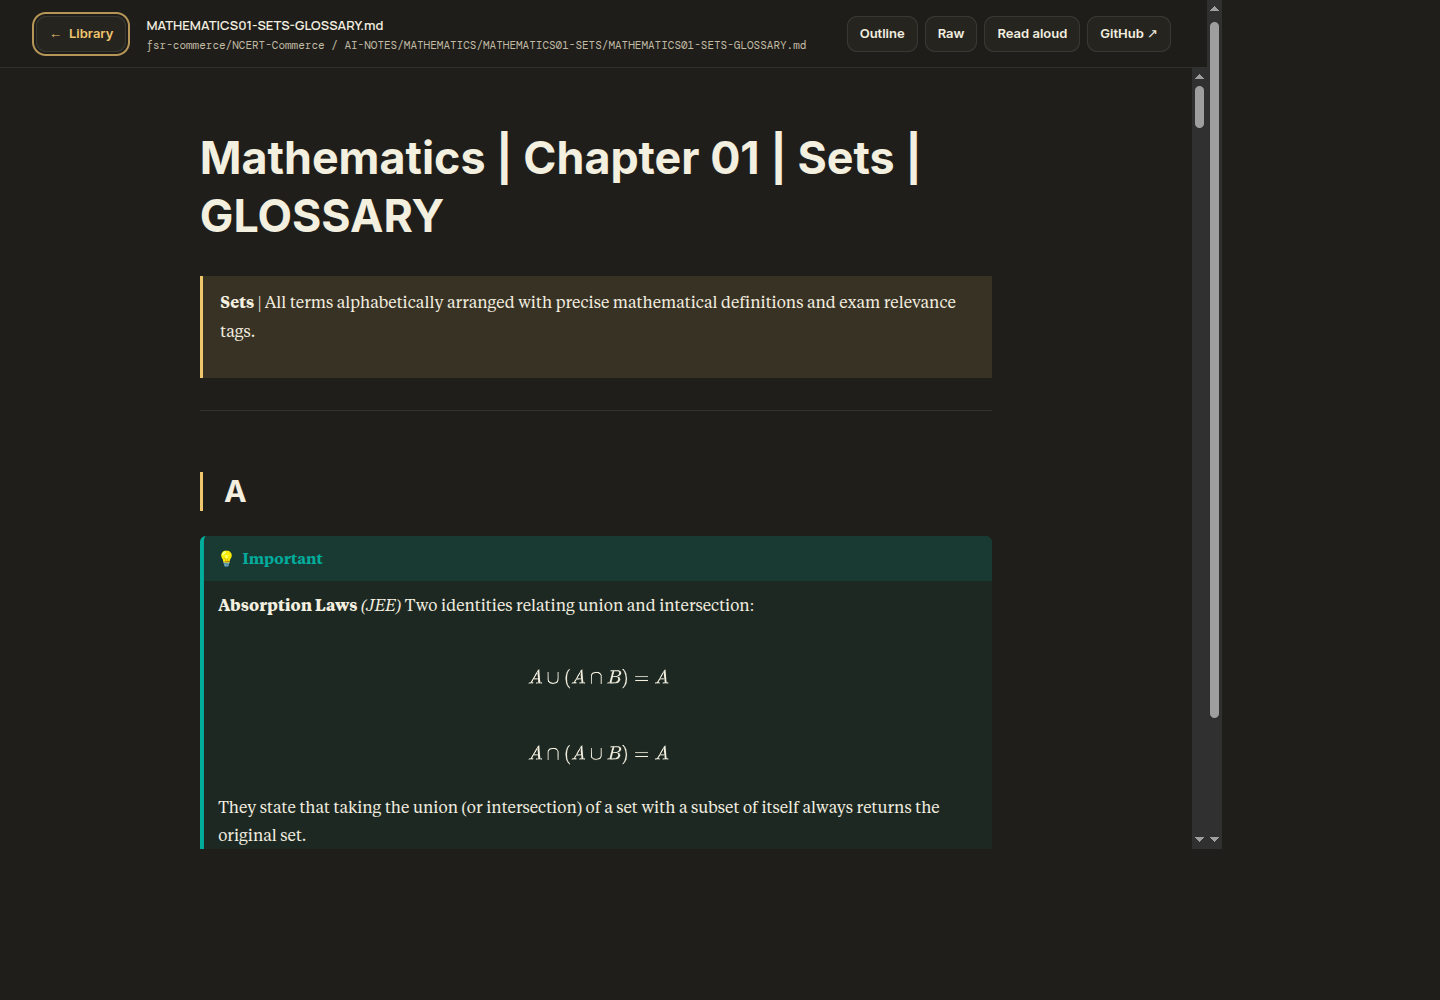 ← Library
MATHEMATICS01-SETS-GLOSSARY.md
fsr-commerce/NCERT-Commerce / AI-NOTES/MATHEMATICS/MATHEMATICS01-SETS/MATHEMATICS01-SETS-GLOSSARY.md
Outline
Raw
Read aloud
GitHub ↗
Mathematics | Chapter 01 | Sets |
GLOSSARY
Sets | All terms alphabetically arranged with precise mathematical definitions and exam relevance
tags.
A
💡 Important
Absorption Laws (JEE) Two identities relating union and intersection:
A ∪ (A ∩ B) = A
A ∩ (A ∪ B) = A
They state that taking the union (or intersection) of a set with a subset of itself always returns the
original set.